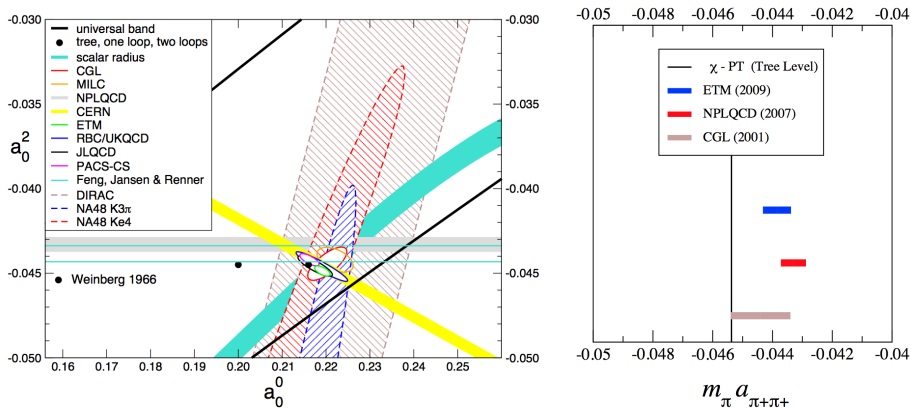 -0.030
-0.035
-0.040
-0.045
-0.050
a₀²
universal band
tree, one loop, two loops
scalar radius
CGL
MILC
NPLQCD
CERN
ETM
RBC/UKQCD
JLQCD
PACS-CS
Feng, Jansen & Renner
DIRAC
NA48 K3π
NA48 Ke4
Weinberg 1966
-0.030
-0.035
-0.040
-0.045
-0.050
0.16 0.17 0.18 0.19 0.20 0.21 0.22 0.23 0.24 0.25 0.26
a₀⁰
-0.05 -0.048 -0.046 -0.044 -0.042 -0.04
χ - PT (Tree Level)
ETM (2009)
NPLQCD (2007)
CGL (2001)
-0.05 -0.048 -0.046 -0.044 -0.042 -0.04
mπ aπ+π+